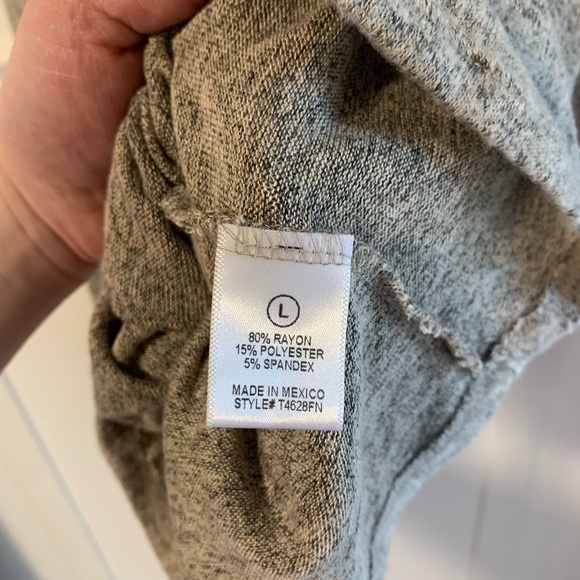 L
80% RAYON
15% POLYESTER
5% SPANDEX
MADE IN MEXICO
STYLE# T4628FN